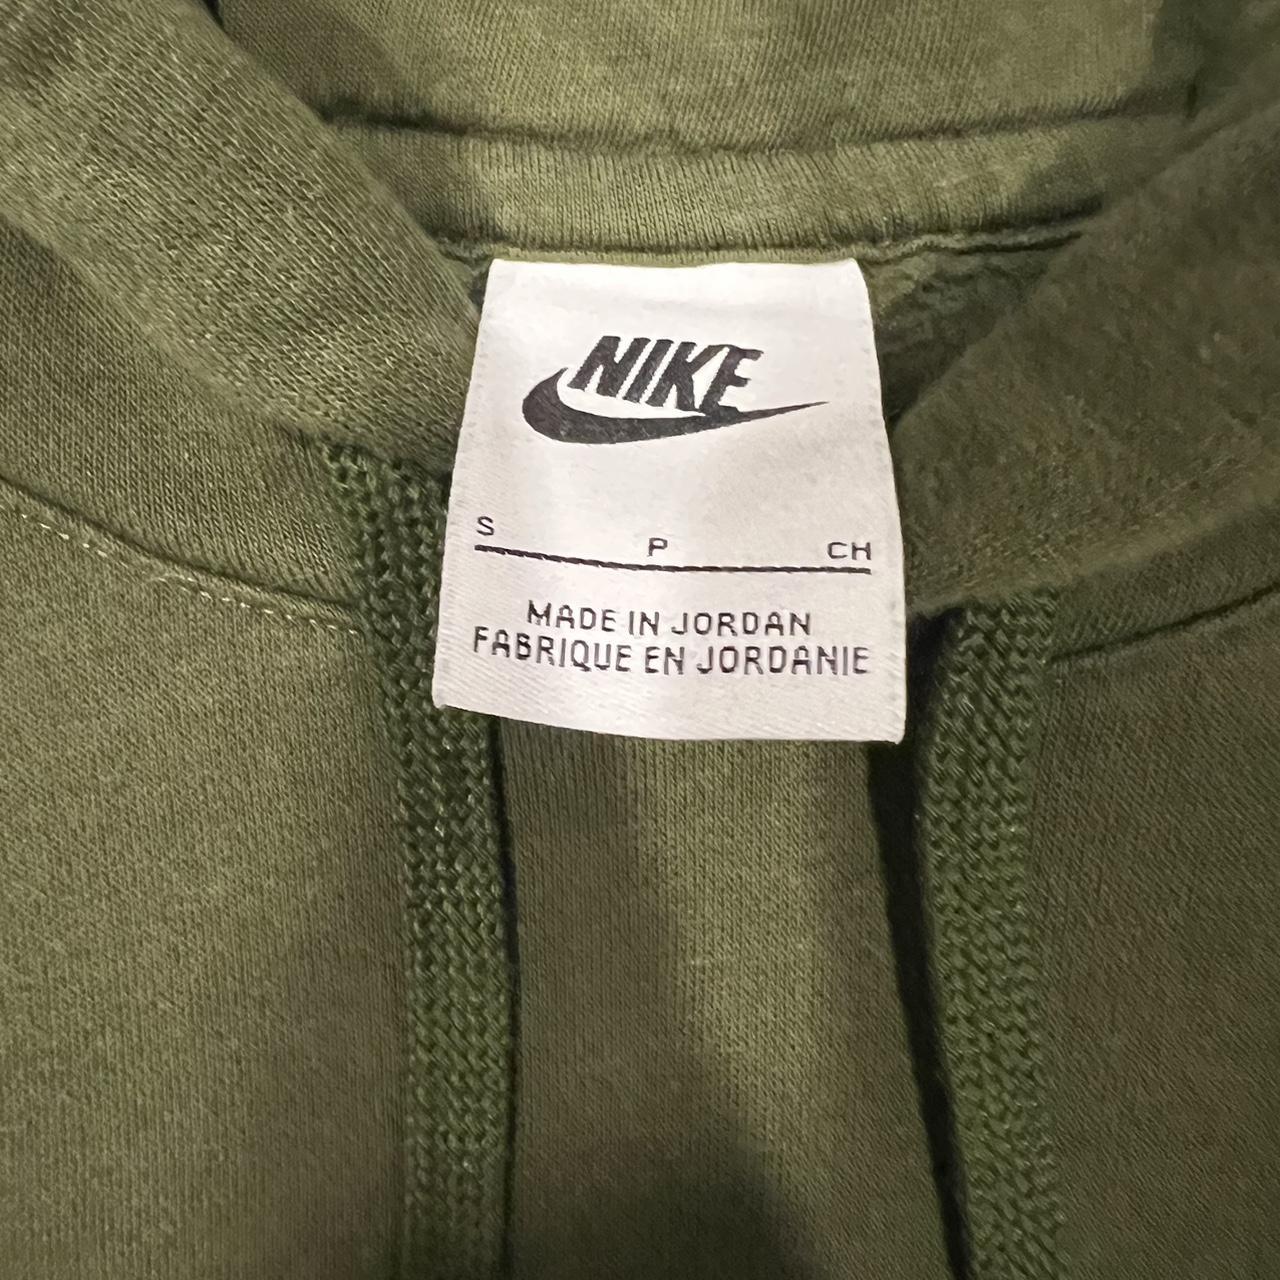 NIKE
S P CH
MADE IN JORDAN
FABRIQUE EN JORDANIE